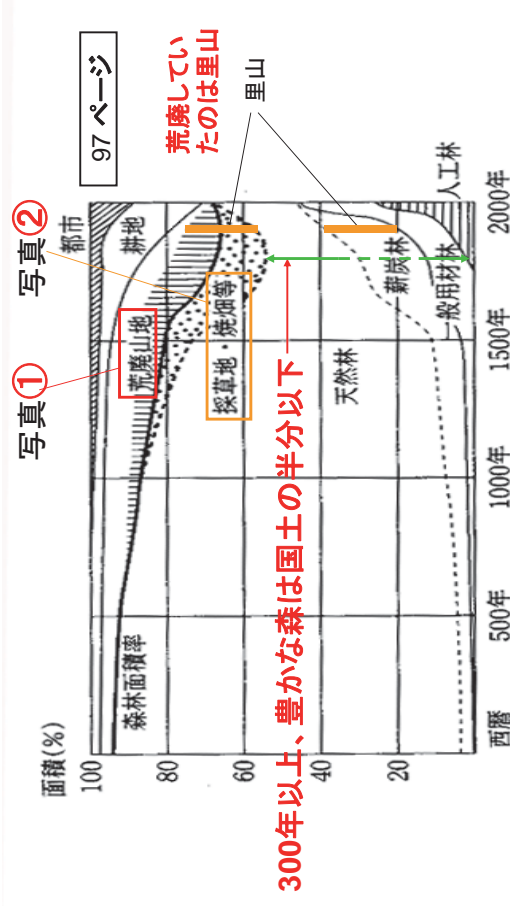 97 ページ
写真①
写真②
荒廃してい
たのは里山
里山
面積(%)
100
80
60
40
20
都市
耕地
荒廃山地
森林面積率
採草地・焼畑等
300年以上、豊かな森は国土の半分以下
天然林
薪炭林
一般用材林
人工林
西暦
500年
1000年
1500年
2000年